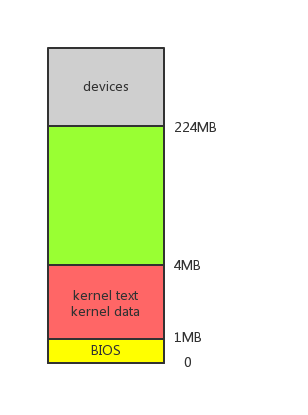 devices
224MB
4MB
kernel text
kernel data
1MB
BIOS
0